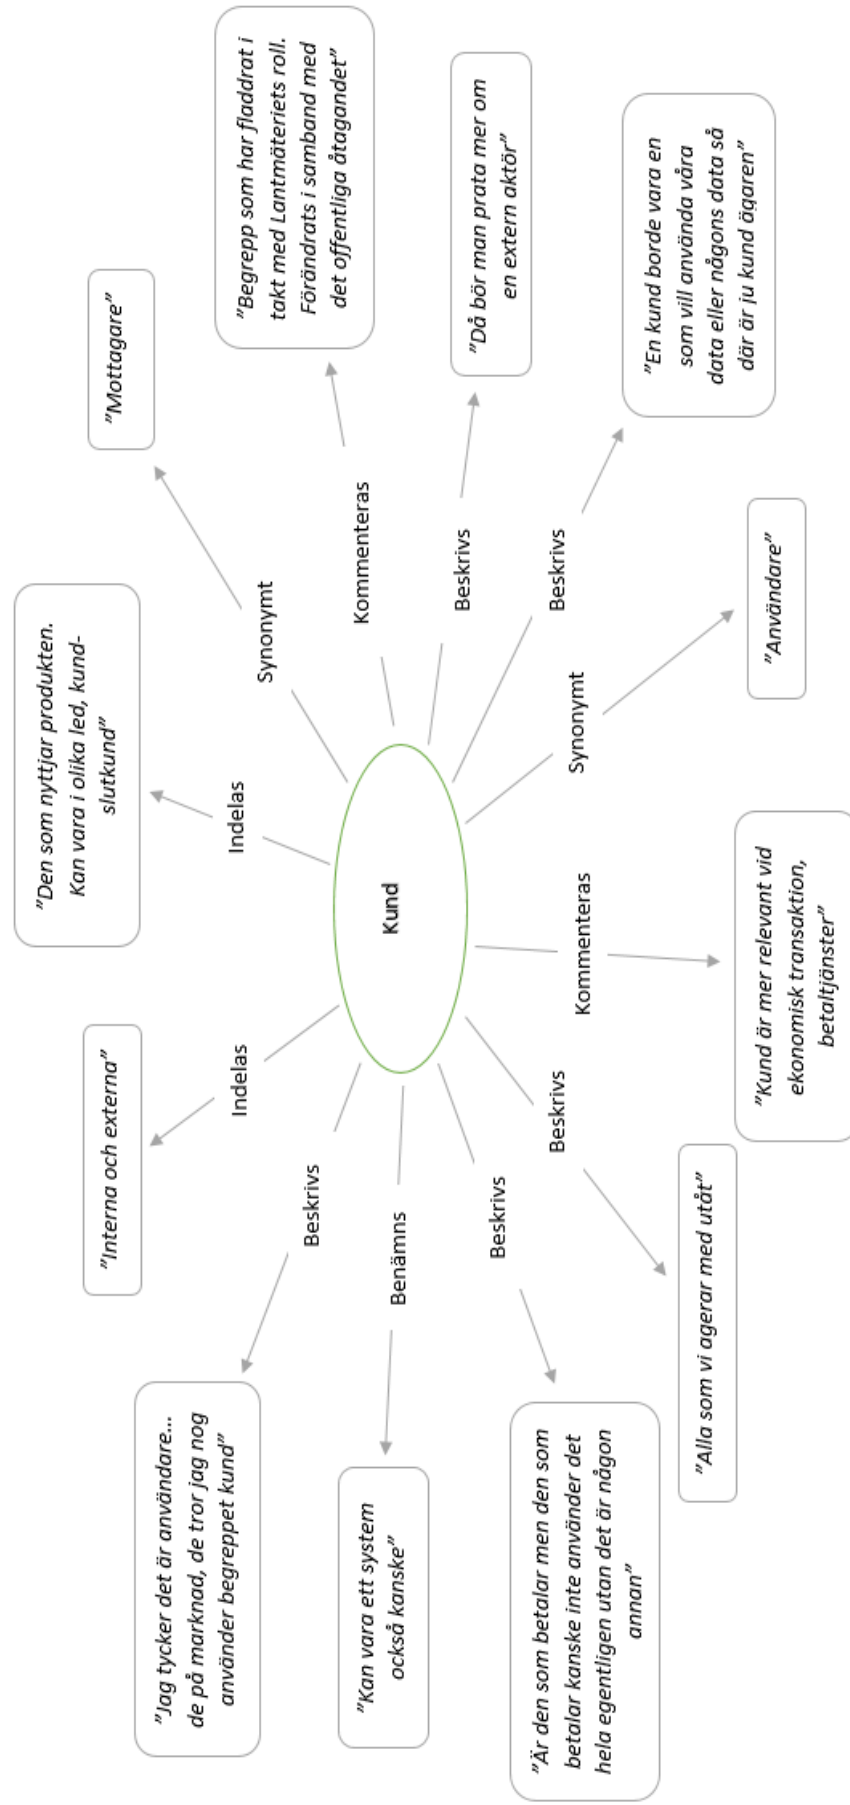 ”Den som nyttjar produkten.
Kan vara i olika led, kund-
slutkund”
”Interna och externa”
”Mottagare”
”Jag tycker det är användare...
de på marknad, de tror jag nog
använder begreppet kund”
”Begrepp som har fladdrat i
takt med Lantmäteriets roll.
Förändrats i samband med
det offentliga åtagandet”
Indelas
Indelas
Synonymt
Beskrivs
Kommenteras
”Kan vara ett system
också kanske”
Benämns
Kund
Beskrivs
”Då bör man prata mer om
en extern aktör”
Beskrivs
Beskrivs
Beskrivs
Synonymt
Kommenteras
”Är den som betalar men den som
betalar kanske inte använder det
hela egentligen utan det är någon
annan”
”En kund borde vara en
som vill använda våra
data eller någons data så
där är ju kund ägaren”
”Alla som vi agerar med utåt”
”Kund är mer relevant vid
ekonomisk transaktion,
betaltjänster”
”Användare”